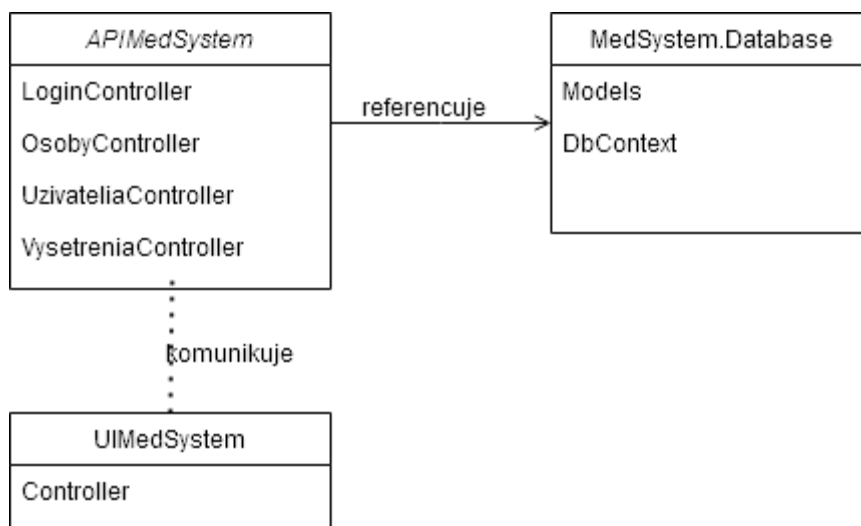 APIMedSystem
LoginController
OsobyController
UzivateliaController
VysetreniaController
referencuje
MedSystem.Database
Models
DbContext
komunikuje
UIMedSystem
Controller